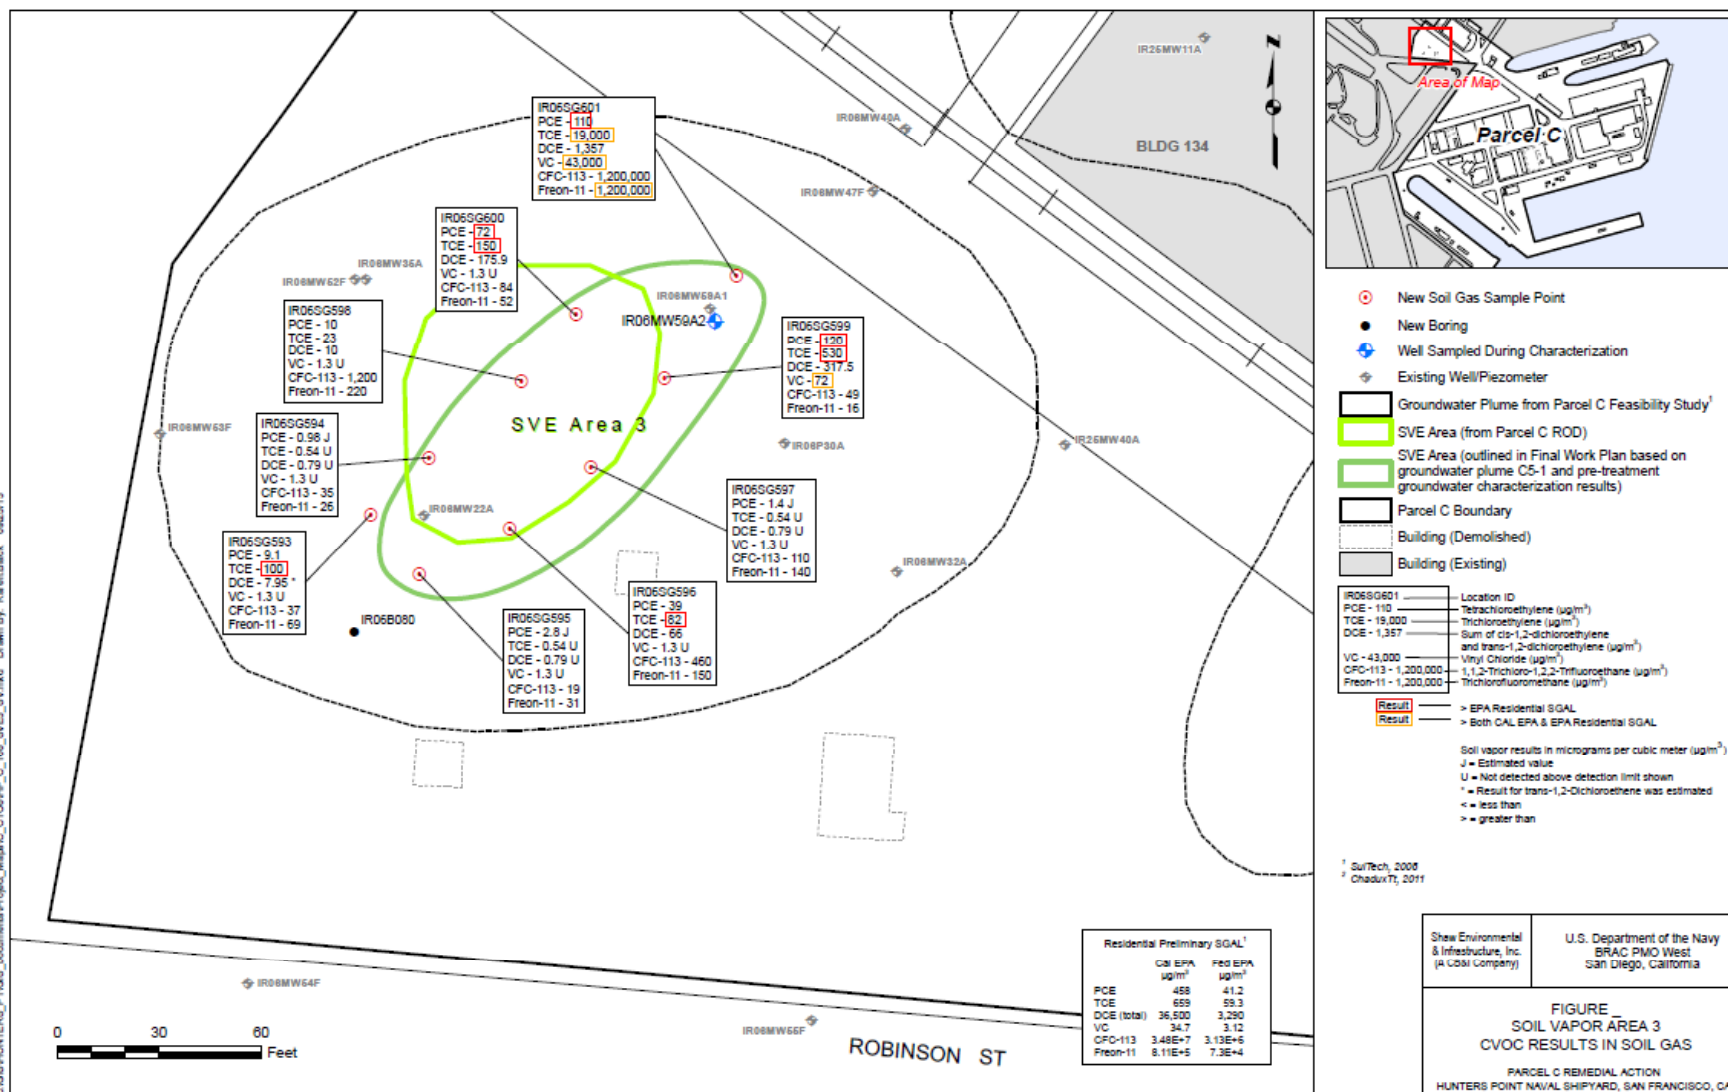 IR06SG601
PCE - 110
TCE - 19,000
DCE - 1,357
VC - 43,000
CFC-113 - 1,200,000
Freon-11 - 1,200,000
IR06SG600
PCE - 72
TCE - 150
DCE - 175.9
VC - 1.3 U
CFC-113 - 84
Freon-11 - 52
IR06SG598
PCE - 10
TCE - 23
DCE - 10
VC - 1.3 U
CFC-113 - 1,200
Freon-11 - 220
IR06SG594
PCE - 0.98 J
TCE - 0.54 U
DCE - 0.79 U
VC - 1.3 U
CFC-113 - 35
Freon-11 - 26
IR06SG593
PCE - 9.1
TCE - 100
DCE - 7.95 *
VC - 1.3 U
CFC-113 - 37
Freon-11 - 69
IR06SG599
PCE - 120
TCE - 530
DCE - 317.5
VC - 72
CFC-113 - 49
Freon-11 - 16
IR06SG597
PCE - 1.4 J
TCE - 0.54 U
DCE - 0.79 U
VC - 1.3 U
CFC-113 - 110
Freon-11 - 140
IR06SG596
PCE - 39
TCE - 82
DCE - 66
VC - 1.3 U
CFC-113 - 460
Freon-11 - 150
IR06SG595
PCE - 2.8 J
TCE - 0.54 U
DCE - 0.79 U
VC - 1.3 U
CFC-113 - 19
Freon-11 - 31
IR25MW11A
IR06MW40A
BLDG 134
IR06MW47F
IR06MW35A
IR06MW52F
IR06MW59A1
IR06MW59A2
SVE Area 3
IR06MW53F
IR06P30A
IR25MW40A
IR06MW22A
IR06MW32A
IR06B080
IR06MW54F
IR06MW55F
ROBINSON ST
0 30 60
Feet
N
Residential Preliminary SGAL1
Cal EPA Fed EPA
µg/m³ µg/m³
PCE 458 41.2
TCE 659 59.3
DCE (total) 36,500 3,290
VC 34.7 3.12
CFC-113 3.48E+7 3.13E+6
Freon-11 8.11E+5 7.3E+4
Area of Map
Parcel C
New Soil Gas Sample Point
New Boring
Well Sampled During Characterization
Existing Well/Piezometer
Groundwater Plume from Parcel C Feasibility Study1
SVE Area (from Parcel C ROD)
SVE Area (outlined in Final Work Plan based on
groundwater plume C5-1 and pre-treatment
groundwater characterization results)
Parcel C Boundary
Building (Demolished)
Building (Existing)
IR06SG601 Location ID
PCE - 110 Tetrachloroethylene (µg/m³)
TCE - 19,000 Trichloroethylene (µg/m³)
DCE - 1,357 Sum of cis-1,2-dichloroethylene
and trans-1,2-dichloroethylene (µg/m³)
VC - 43,000 Vinyl Chloride (µg/m³)
CFC-113 - 1,200,000 1,1,2-Trichloro-1,2,2-Trifluoroethane (µg/m³)
Freon-11 - 1,200,000 Trichlorofluoromethane (µg/m³)
Result > EPA Residential SGAL
Result > Both CAL EPA & EPA Residential SGAL
Soil vapor results in micrograms per cubic meter (µg/m³)
J = Estimated value
U = Not detected above detection limit shown
* = Result for trans-1,2-Dichloroethene was estimated
< = less than
> = greater than
1 SulTech, 2008
2 ChaduxTt, 2011
Shaw Environmental
& Infrastructure, Inc.
(A CB&I Company)
U.S. Department of the Navy
BRAC PMO West
San Diego, California
FIGURE _
SOIL VAPOR AREA 3
CVOC RESULTS IN SOIL GAS
PARCEL C REMEDIAL ACTION
HUNTERS POINT NAVAL SHIPYARD, SAN FRANCISCO, CA